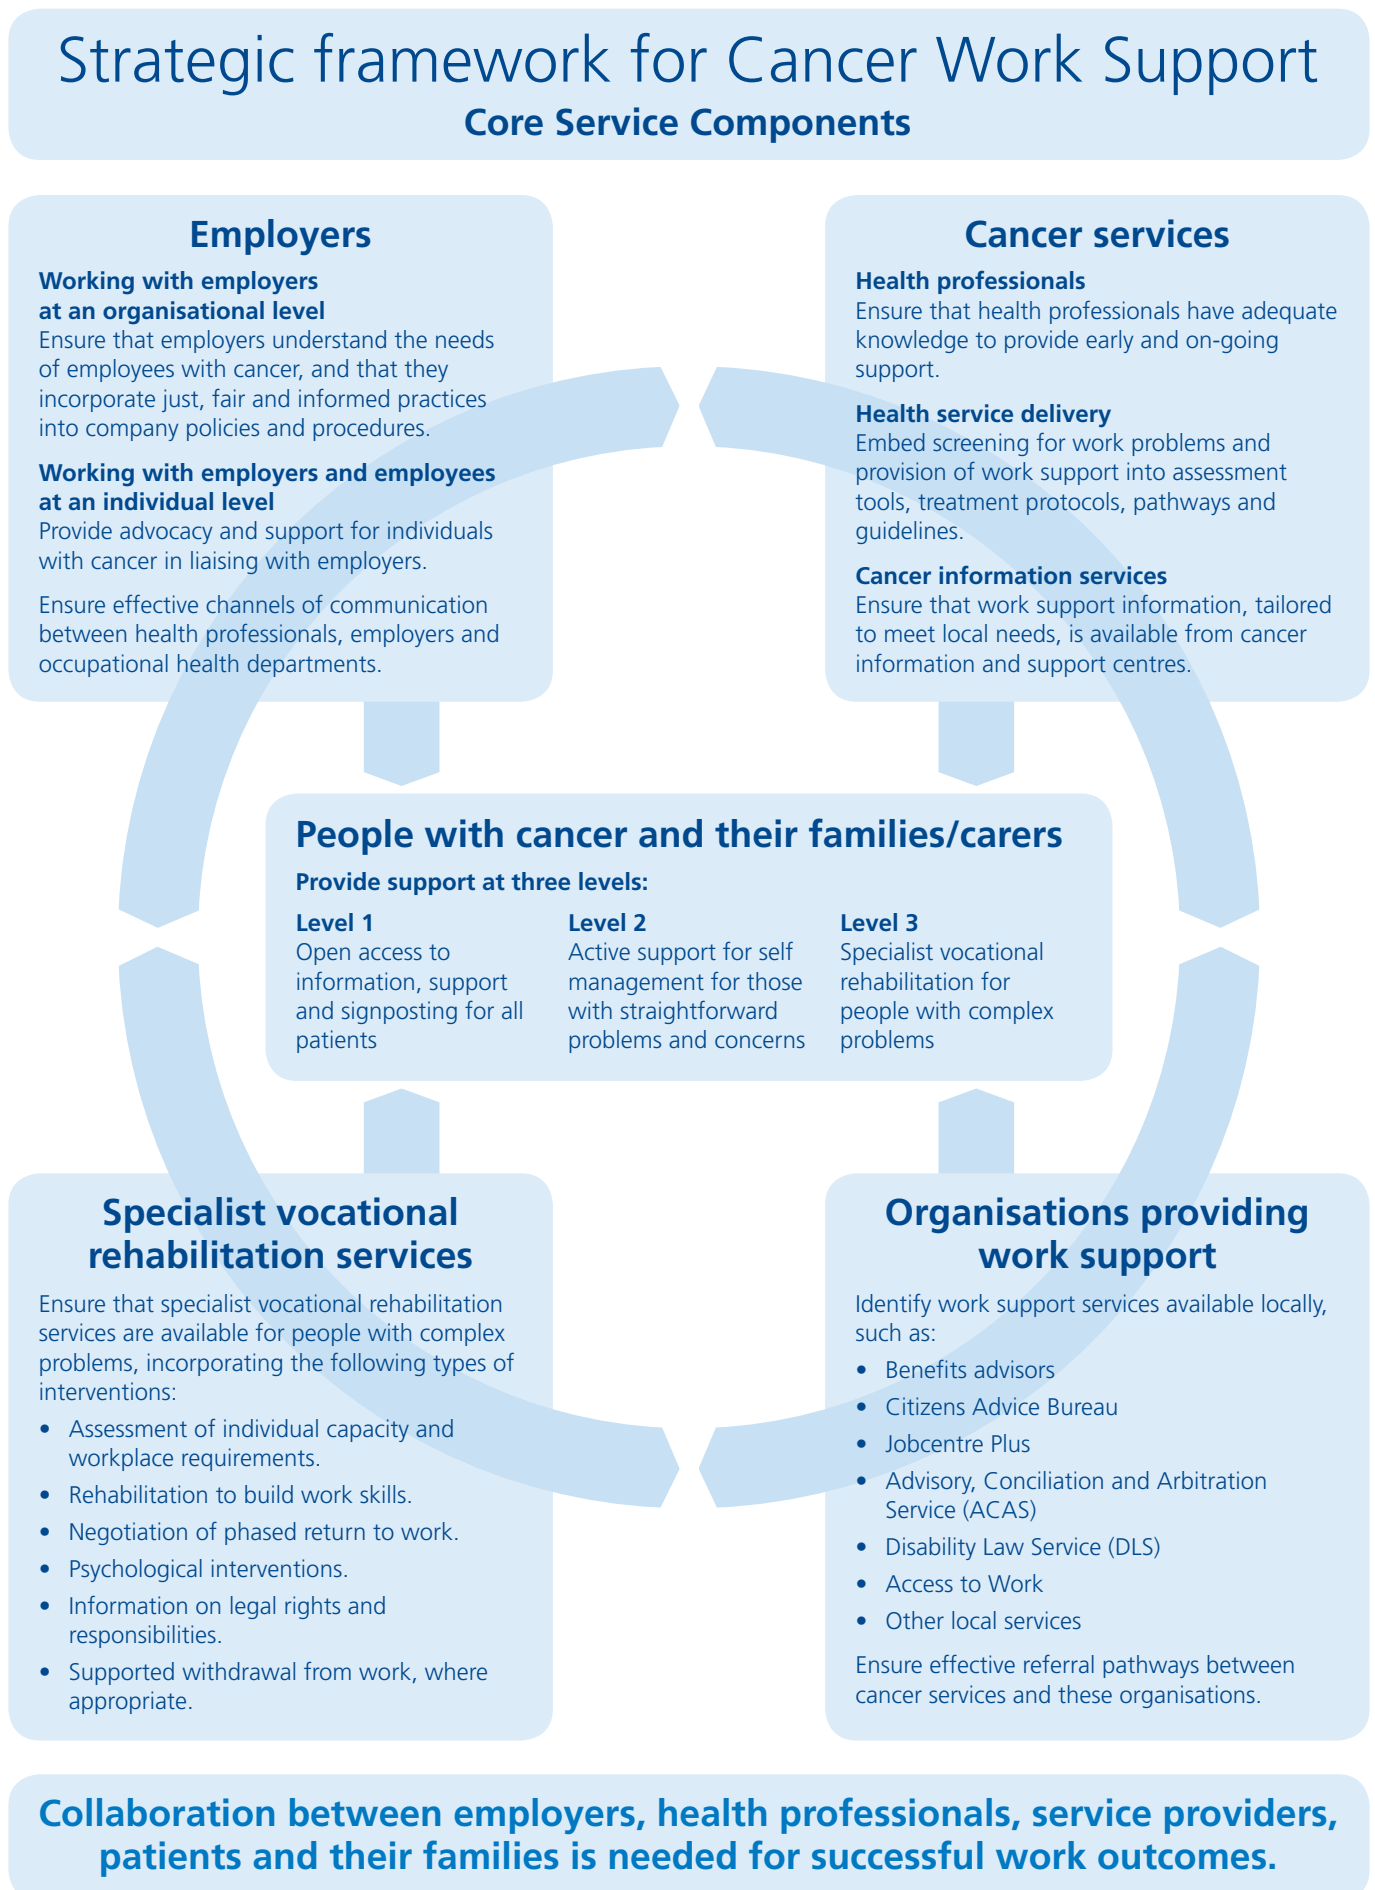 Strategic framework for Cancer Work Support
Core Service Components
Employers
Working with employers
at an organisational level
Ensure that employers understand the needs
of employees with cancer, and that they
incorporate just, fair and informed practices
into company policies and procedures.
Working with employers and employees
at an individual level
Provide advocacy and support for individuals
with cancer in liaising with employers.
Ensure effective channels of communication
between health professionals, employers and
occupational health departments.
Cancer services
Health professionals
Ensure that health professionals have adequate
knowledge to provide early and on-going
support.
Health service delivery
Embed screening for work problems and
provision of work support into assessment
tools, treatment protocols, pathways and
guidelines.
Cancer information services
Ensure that work support information, tailored
to meet local needs, is available from cancer
information and support centres.
People with cancer and their families/carers
Provide support at three levels:
Level 1
Open access to
information, support
and signposting for all
patients
Level 2
Active support for self
management for those
with straightforward
problems and concerns
Level 3
Specialist vocational
rehabilitation for
people with complex
problems
Specialist vocational
rehabilitation services
Ensure that specialist vocational rehabilitation
services are available for people with complex
problems, incorporating the following types of
interventions:
• Assessment of individual capacity and
workplace requirements.
• Rehabilitation to build work skills.
• Negotiation of phased return to work.
• Psychological interventions.
• Information on legal rights and
responsibilities.
• Supported withdrawal from work, where
appropriate.
Organisations providing
work support
Identify work support services available locally,
such as:
• Benefits advisors
• Citizens Advice Bureau
• Jobcentre Plus
• Advisory, Conciliation and Arbitration
Service (ACAS)
• Disability Law Service (DLS)
• Access to Work
• Other local services
Ensure effective referral pathways between
cancer services and these organisations.
Collaboration between employers, health professionals, service providers,
patients and their families is needed for successful work outcomes.